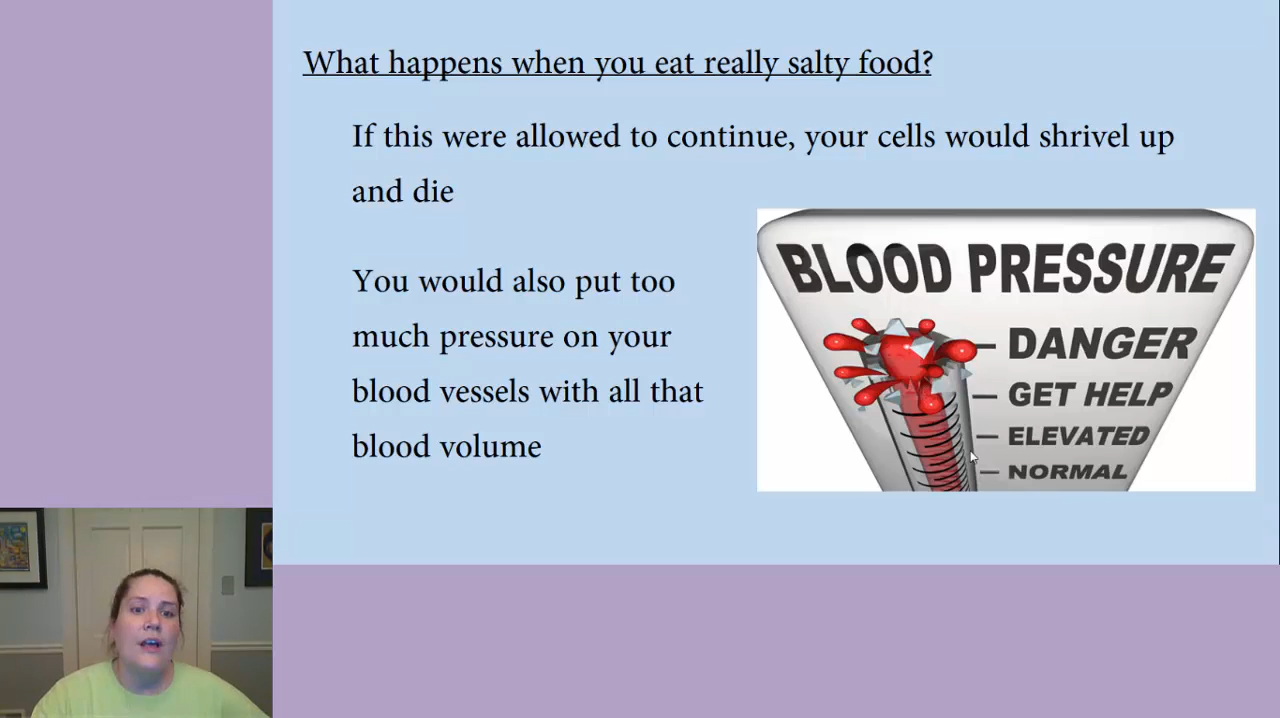 What happens when you eat really salty food?
If this were allowed to continue, your cells would shrivel up
and die
You would also put too
much pressure on your
blood vessels with all that
blood volume
BLOOD PRESSURE
DANGER
GET HELP
ELEVATED
NORMAL